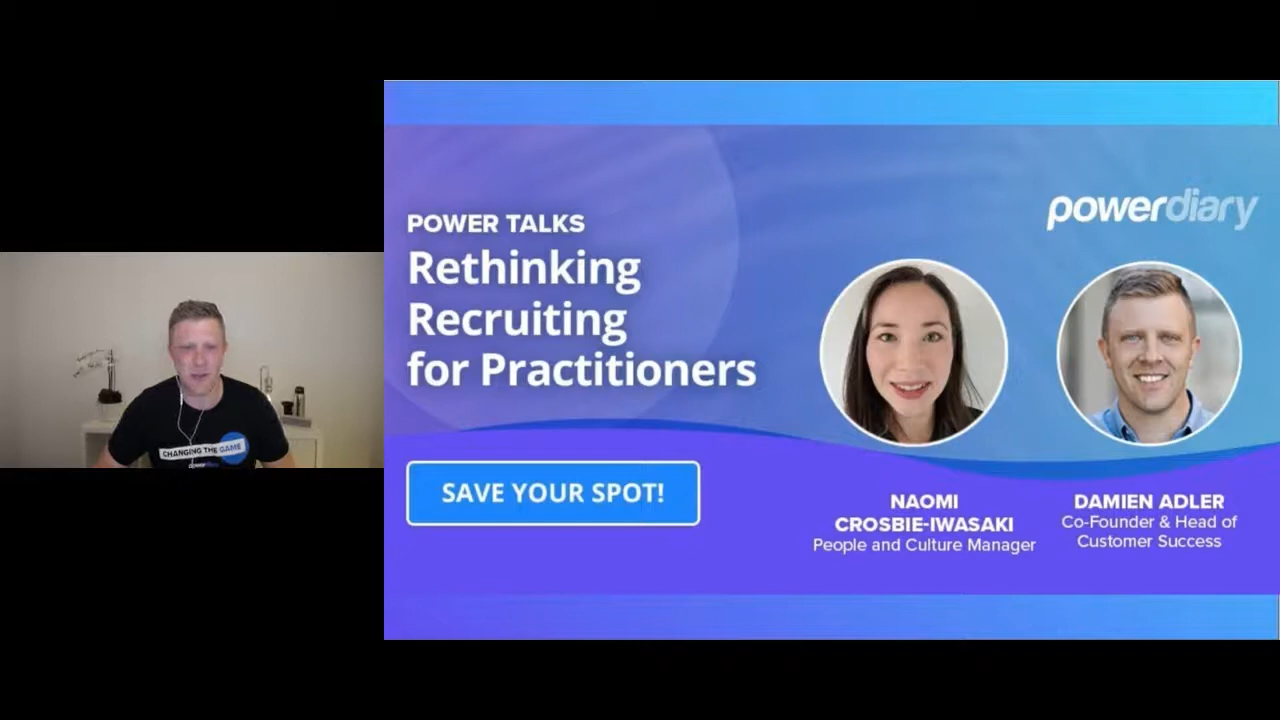 POWER TALKS
Rethinking
Recruiting
for Practitioners
SAVE YOUR SPOT!
powerdiary
NAOMI
CROSBIE-IWASAKI
People and Culture Manager
DAMIEN ADLER
Co-Founder & Head of
Customer Success
CHANGING THE GAME